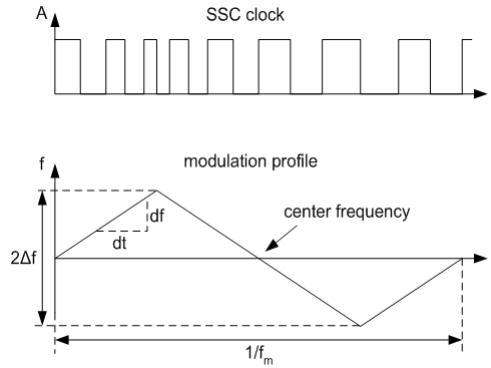 A
SSC clock
f
modulation profile
df
dt
center frequency
2Δf
1/fm